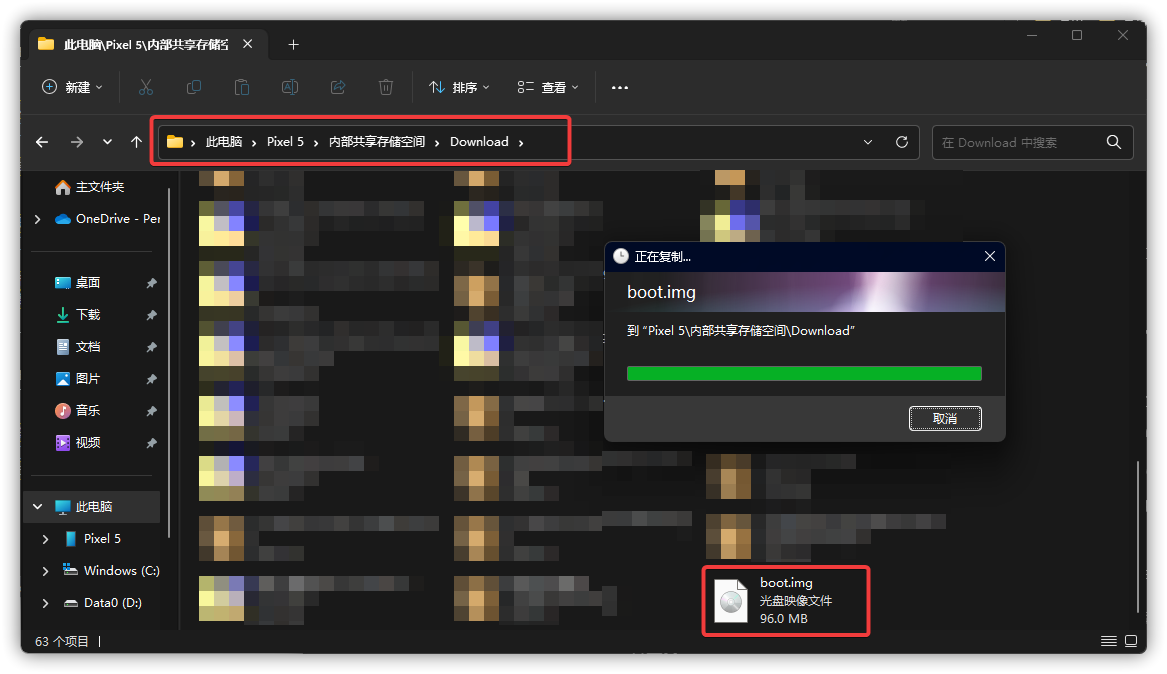 此电脑\Pixel 5\内部共享存储空
新建
排序
查看
此电脑 Pixel 5 内部共享存储空间 Download
在 Download 中搜索
主文件夹
OneDrive - Per
桌面
下载
文档
图片
音乐
视频
此电脑
Pixel 5
Windows (C:)
Data0 (D:)
正在复制...
boot.img
到 “Pixel 5\内部共享存储空间\Download”
取消
boot.img
光盘映像文件
96.0 MB
63 个项目